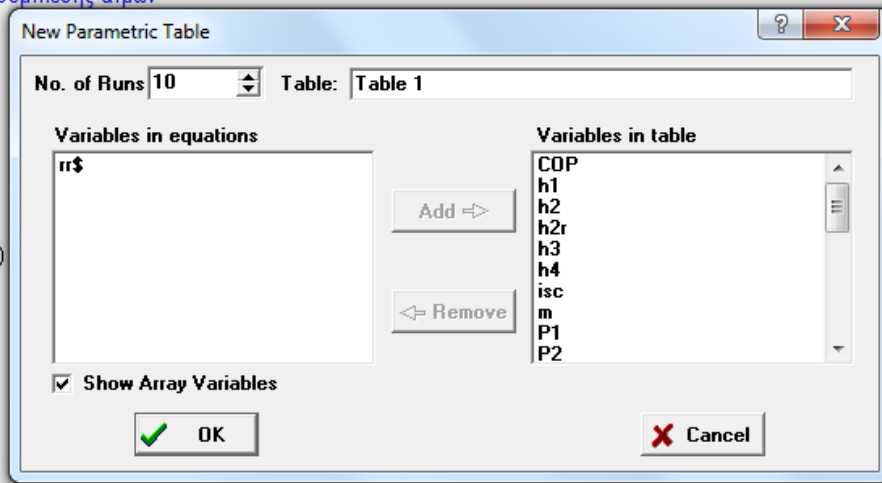 New Parametric Table
No. of Runs 10 Table: Table 1
Variables in equations
rr$
Variables in table
COP
h1
h2
h2r
h3
h4
isc
m
P1
P2
Add
Remove
Show Array Variables
OK
Cancel